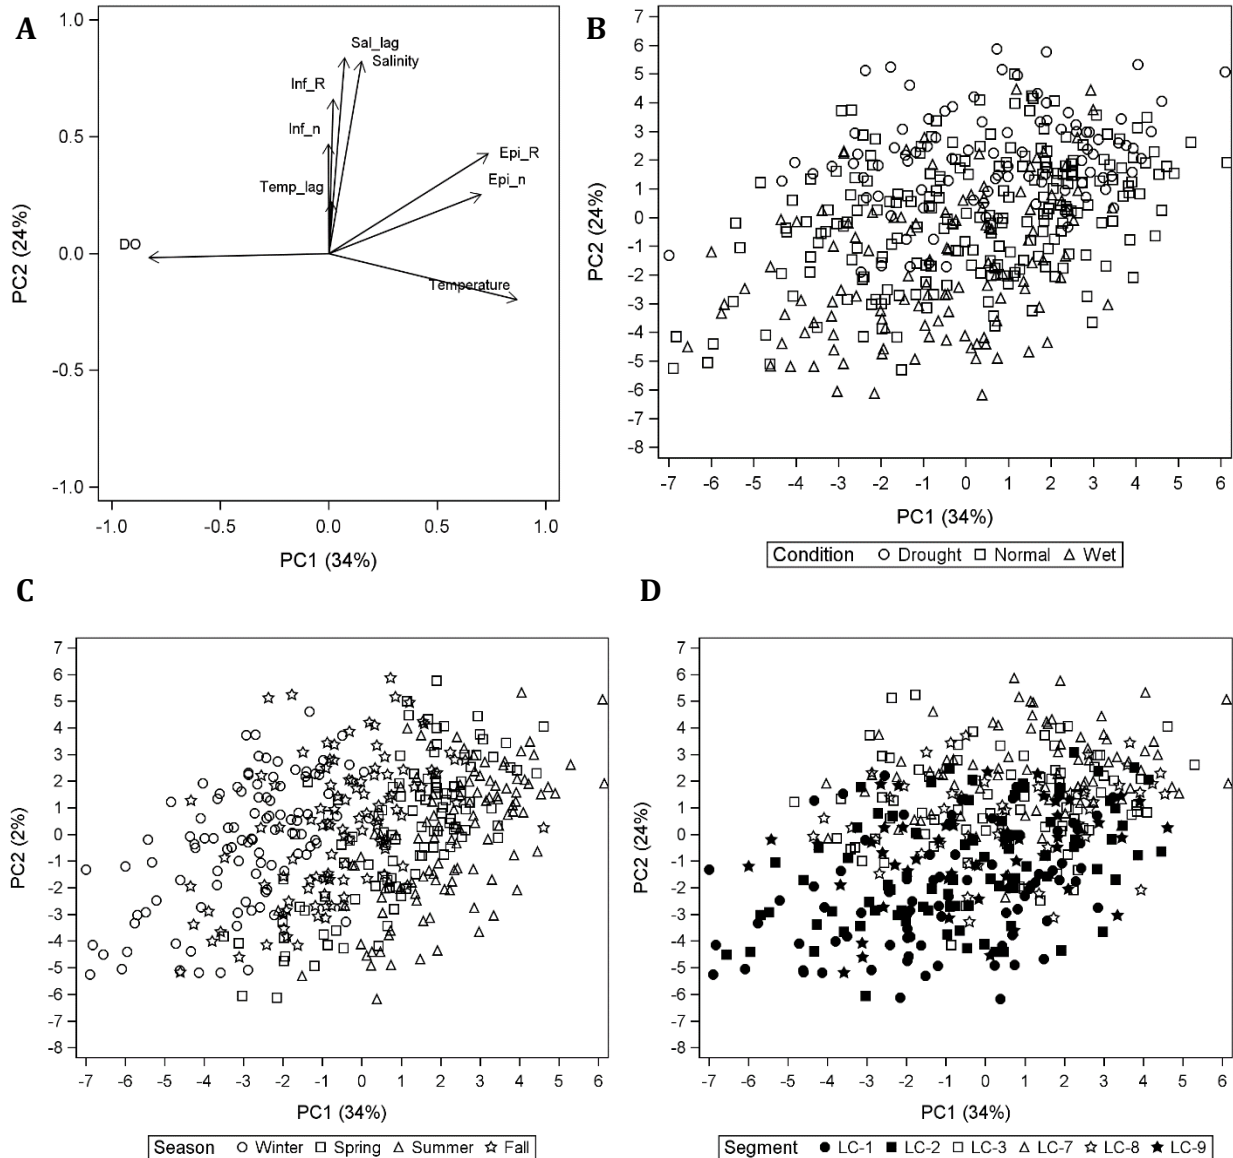 A
1.0
0.5
0.0
-0.5
-1.0
PC2 (24%)
Sal_lag
Salinity
Inf_R
Inf_n
Epi_R
Epi_n
Temp_lag
DO
Temperature
-1.0 -0.5 0.0 0.5 1.0
PC1 (34%)
B
7
6
5
4
3
2
1
0
-1
-2
-3
-4
-5
-6
-7
-8
PC2 (24%)
-7 -6 -5 -4 -3 -2 -1 0 1 2 3 4 5 6
PC1 (34%)
Condition Drought Normal Wet
C
7
6
5
4
3
2
1
0
-1
-2
-3
-4
-5
-6
-7
-8
PC2 (2%)
-7 -6 -5 -4 -3 -2 -1 0 1 2 3 4 5 6
PC1 (34%)
Season Winter Spring Summer Fall
D
7
6
5
4
3
2
1
0
-1
-2
-3
-4
-5
-6
-7
-8
PC2 (24%)
-7 -6 -5 -4 -3 -2 -1 0 1 2 3 4 5 6
PC1 (34%)
Segment LC-1 LC-2 LC-3 LC-7 LC-8 LC-9